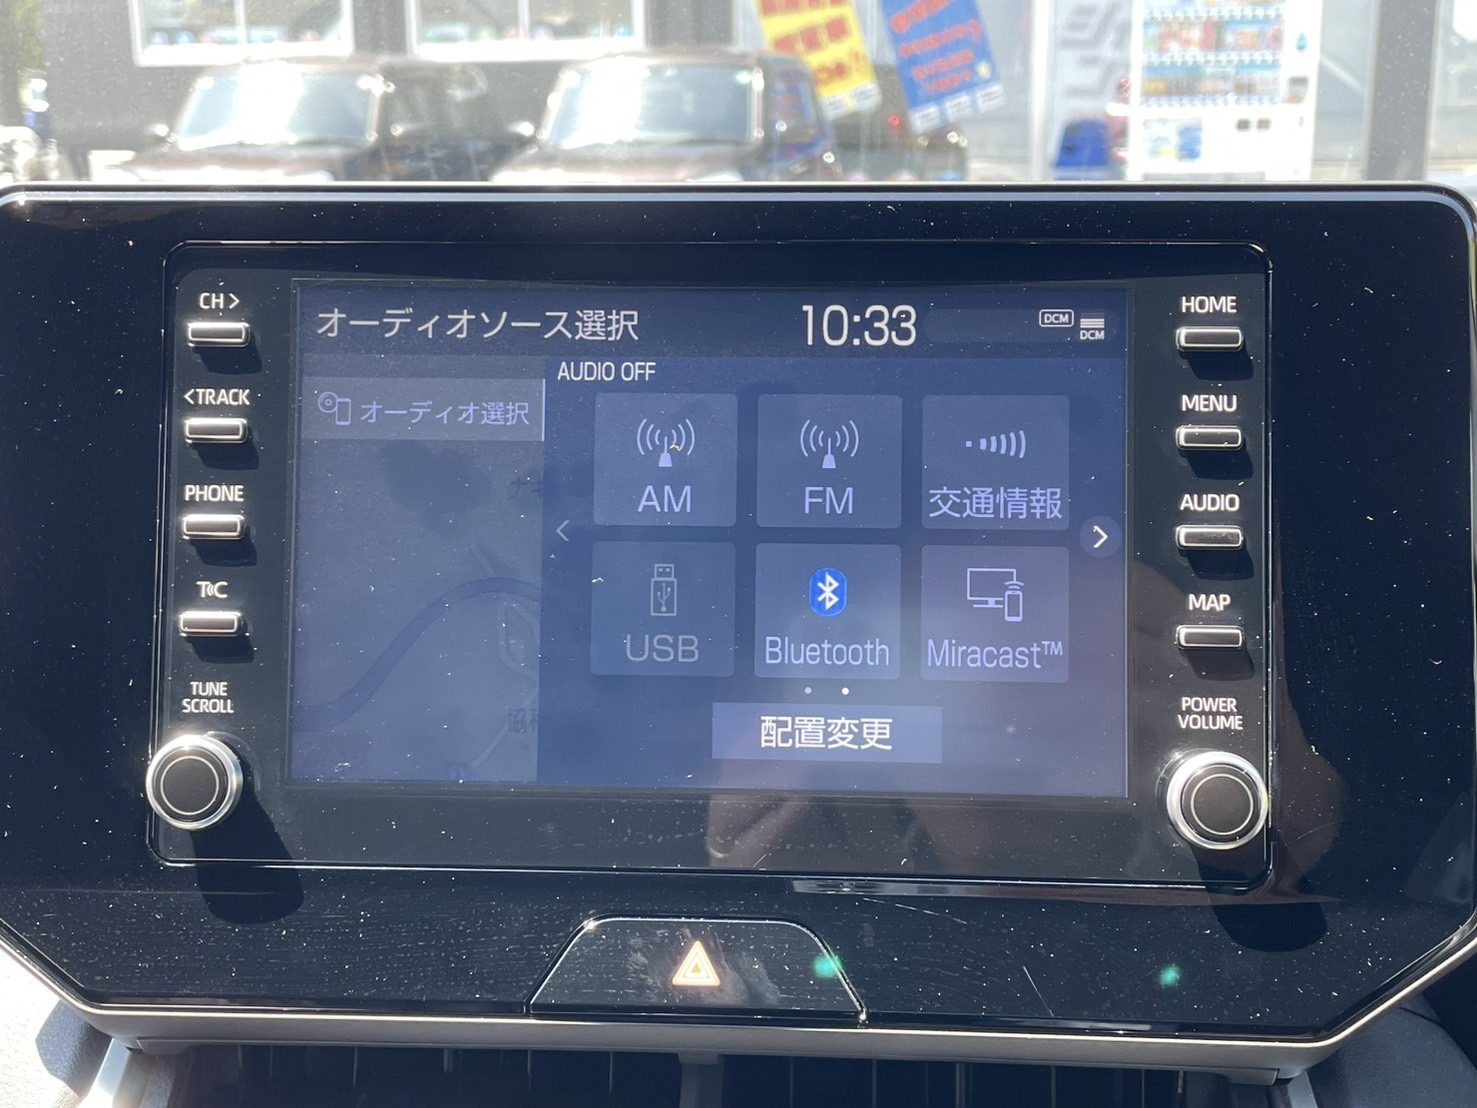 CH>
<TRACK
PHONE
T C
TUNE
SCROLL
オーディオソース選択
10:33
DCM
DCM
オーディオ選択
AUDIO OFF
AM
FM
交通情報
USB
Bluetooth
Miracast™
配置変更
HOME
MENU
AUDIO
MAP
POWER
VOLUME